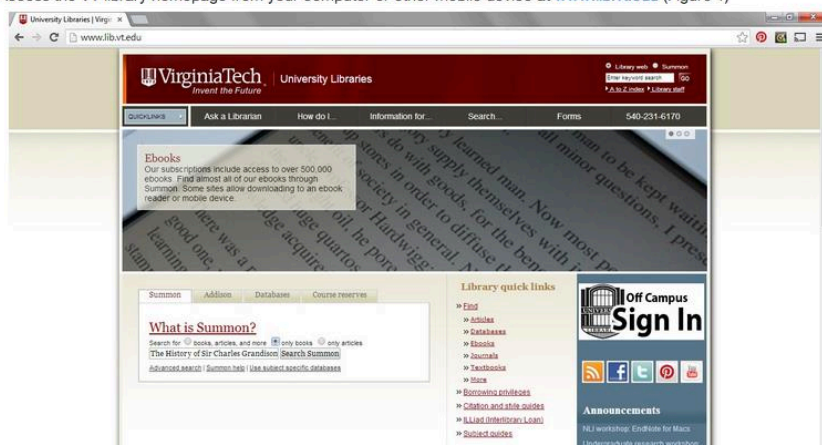 Access the VT library homepage from your computer or other mobile device at www.lib.vt.edu (Figure 1)
University Libraries | Virgin
www.lib.vt.edu
VirginiaTech
Invent the Future
University Libraries
Library web Summon
Enter keyword search GO
A to Z index Library staff
QUICKLINKS Ask a Librarian How do I... Information for... Search... Forms 540-231-6170
Ebooks
Our subscriptions include access to over 500,000
ebooks. Find almost all of our ebooks through
Summon. Some sites allow downloading to an ebook
reader or mobile device.
Summon Addison Databases Course reserves
What is Summon?
Search for books, articles, and more only books only articles
The History of Sir Charles Grandison Search Summon
Advanced search | Summon help | Use subject specific databases
Library quick links
» Find
» Articles
» Databases
» Ebooks
» Journals
» Textbooks
» More
» Borrowing privileges
» Citation and style guides
» ILLiad (Interlibrary Loan)
» Subject guides
Off Campus
Sign In
Announcements
NLI workshop: EndNote for Macs
Undergraduate research workshop